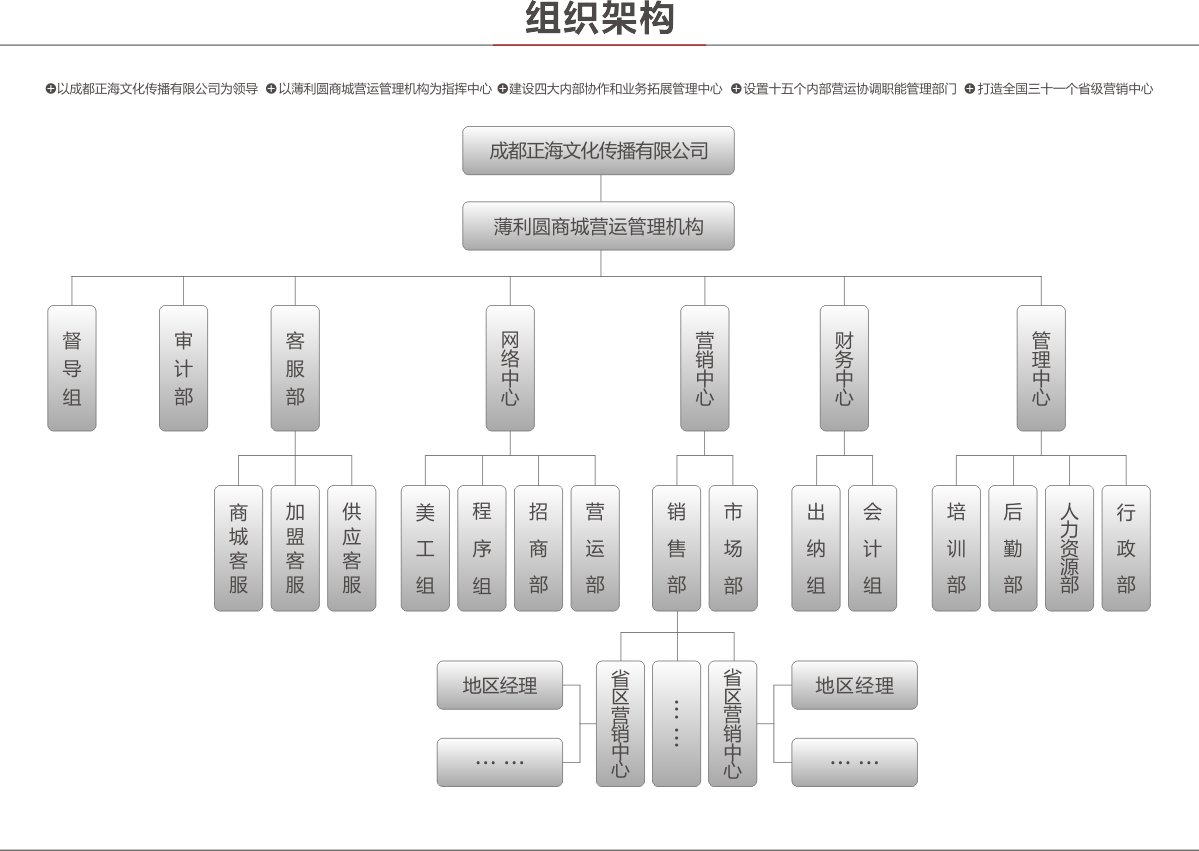 组织架构
以成都正海文化传播有限公司为领导 以薄利圆商城营运管理机构为指挥中心 建设四大内部协作和业务拓展管理中心 设置十五个内部营运协调职能管理部门 打造全国三十一个省级营销中心
成都正海文化传播有限公司
薄利圆商城营运管理机构
督导组
审计部
客服部
网络中心
营销中心
财务中心
管理中心
商城客服
加盟客服
供应客服
美工组
程序组
招商部
营运部
销售部
市场部
出纳组
会计组
培训部
后勤部
人力资源部
行政部
地区经理
省区营销中心
… …
省区营销中心
地区经理
… …
… …